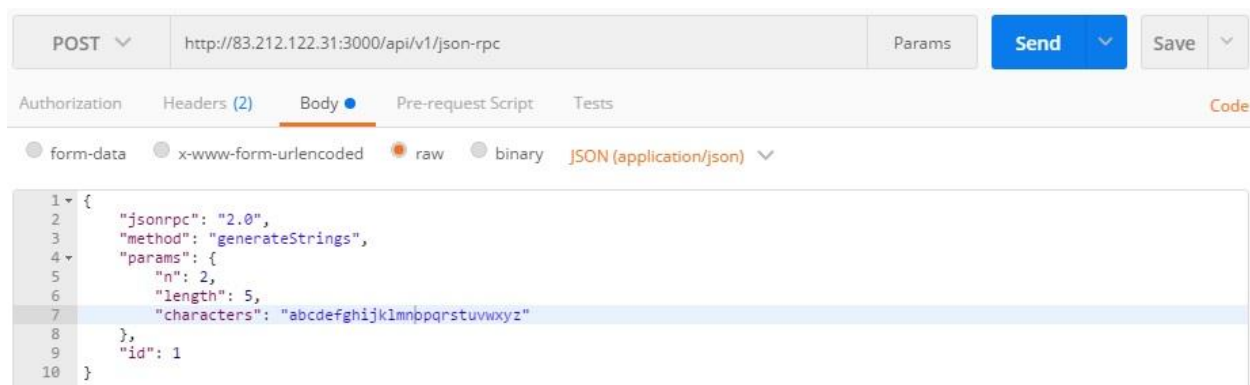 POST http://83.212.122.31:3000/api/v1/json-rpc Params Send Save
Authorization Headers (2) Body Pre-request Script Tests Code
form-data x-www-form-urlencoded raw binary JSON (application/json)
1 {
2 "jsonrpc": "2.0",
3 "method": "generateStrings",
4 "params": {
5 "n": 2,
6 "length": 5,
7 "characters": "abcdefghijklmnopqrstuvwxyz"
8 },
9 "id": 1
10 }